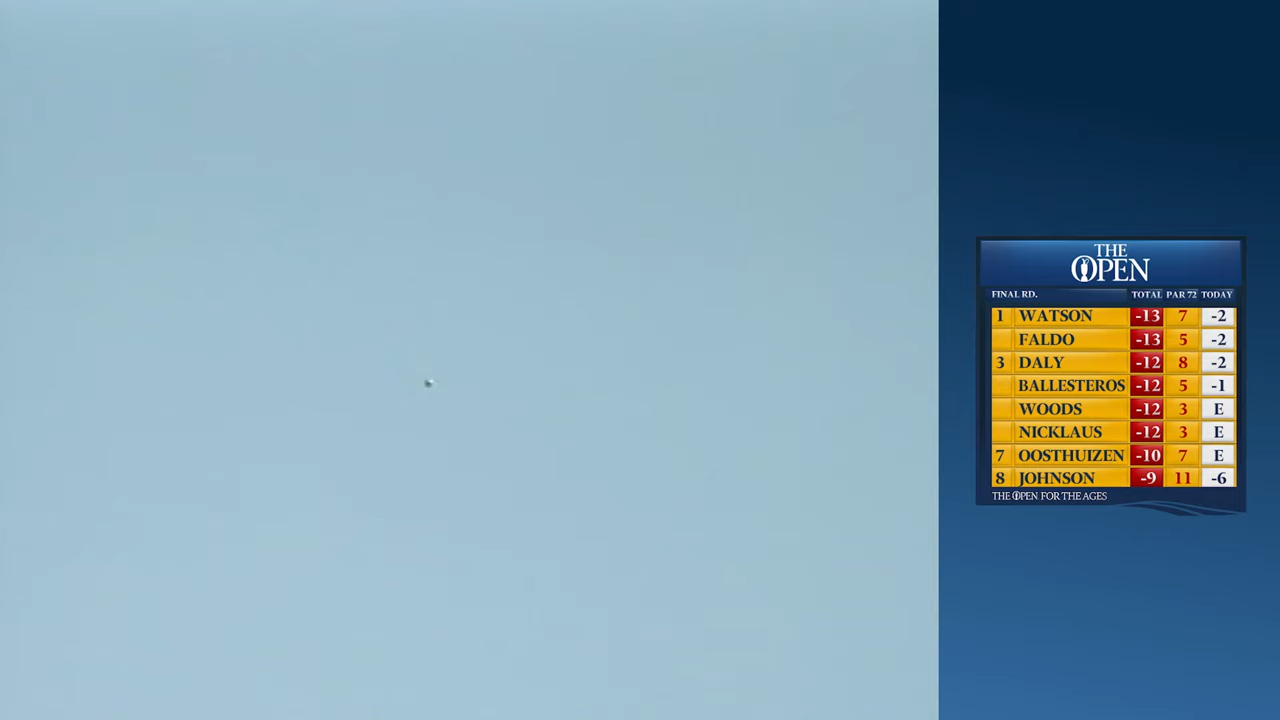 THE
OPEN
FINAL RD. TOTAL PAR 72 TODAY
1 WATSON -13 7 -2
FALDO -13 5 -2
3 DALY -12 8 -2
BALLESTEROS -12 5 -1
WOODS -12 3 E
NICKLAUS -12 3 E
7 OOSTHUIZEN -10 7 E
8 JOHNSON -9 11 -6
THE OPEN FOR THE AGES